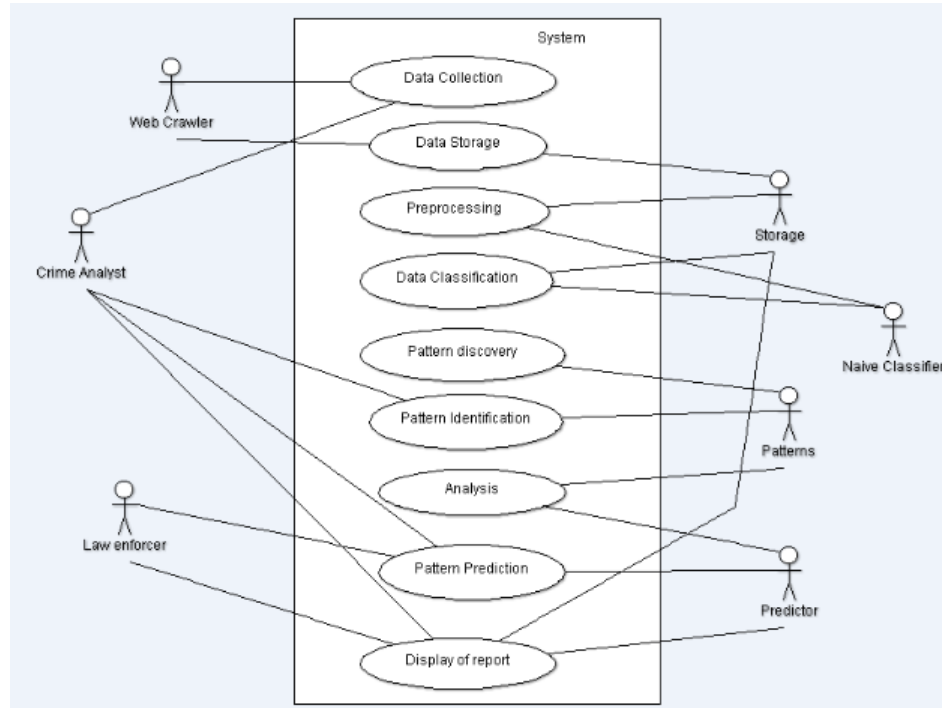 System
Data Collection
Web Crawler
Data Storage
Preprocessing
Storage
Crime Analyst
Data Classification
Pattern discovery
Naive Classifier
Pattern Identification
Patterns
Analysis
Law enforcer
Pattern Prediction
Predictor
Display of report